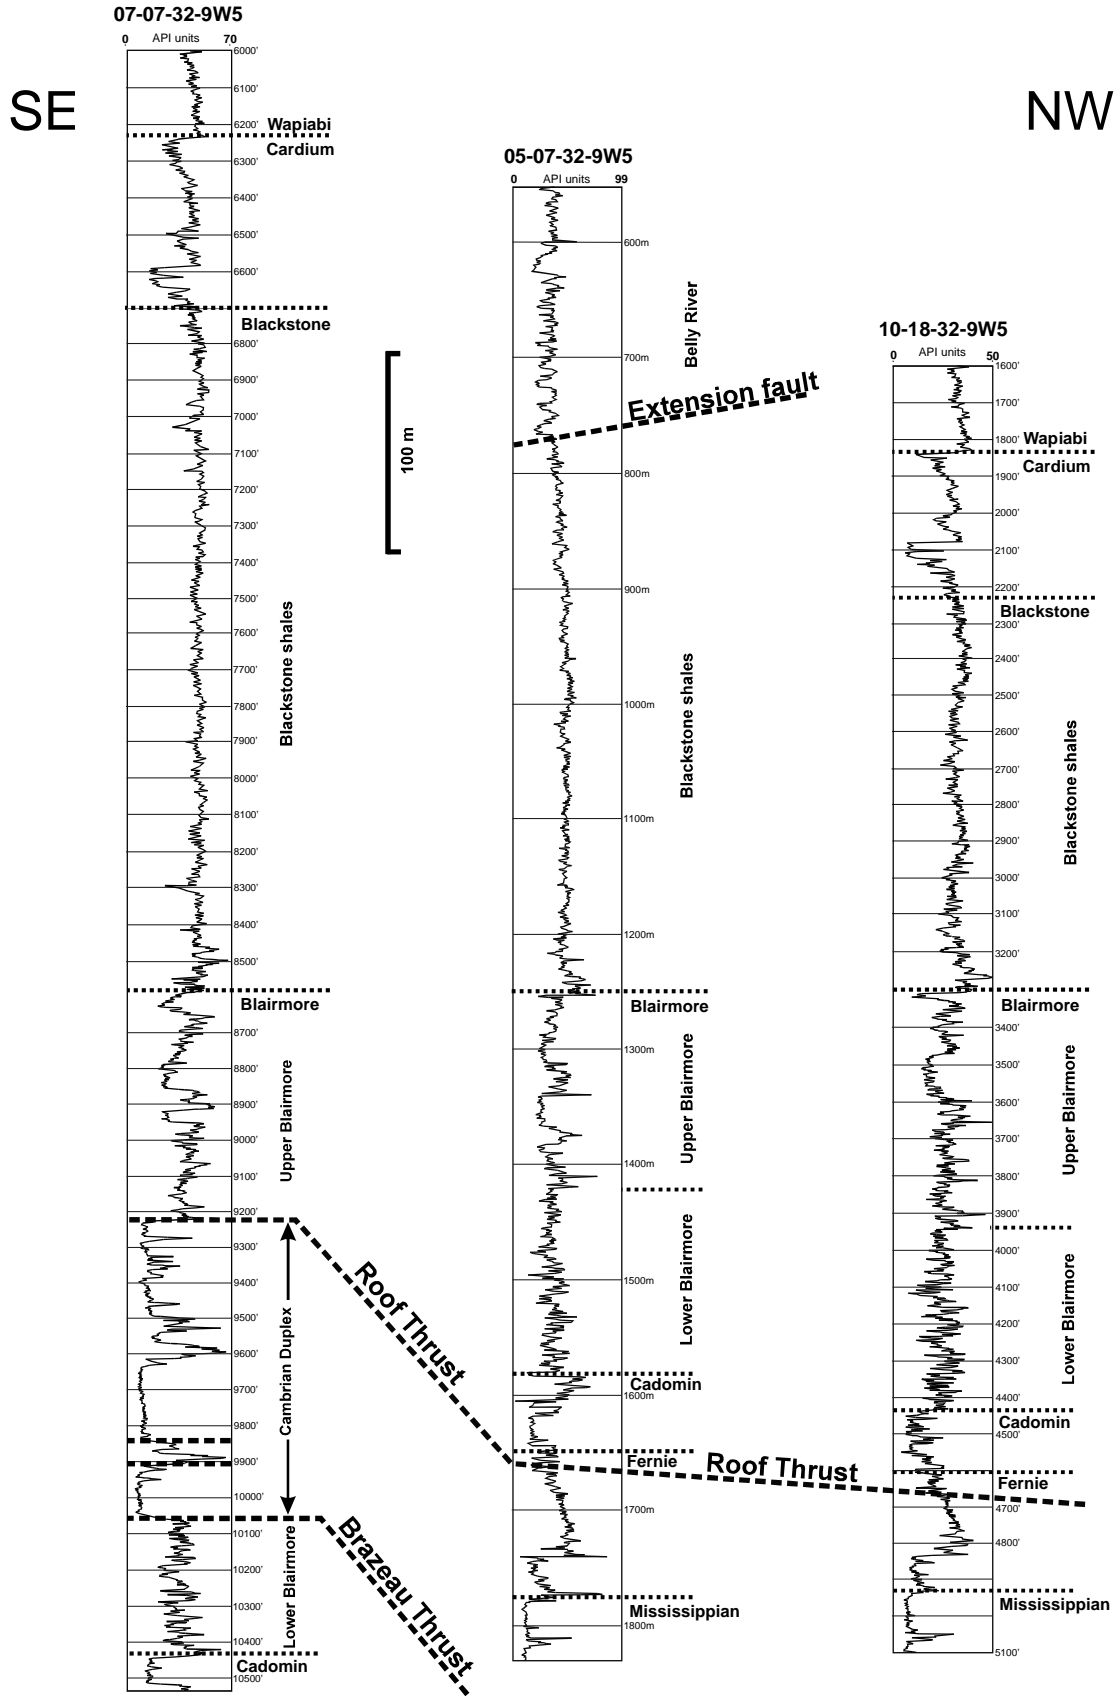 07-07-32-9W5
0 API units 70
SE
NW
6000'
6100'
6200'
6300'
6400'
6500'
6600'
6800'
6900'
7000'
7100'
7200'
7300'
7400'
7500'
7600'
7700'
7800'
7900'
8000'
8100'
8200'
8300'
8400'
8500'
8700'
8800'
8900'
9000'
9100'
9200'
9300'
9400'
9500'
9600'
9700'
9800'
9900'
10000'
10100'
10200'
10300'
10400'
10500'
Wapiabi
Cardium
Blackstone
Blackstone shales
Blairmore
Upper Blairmore
Cambrian Duplex
Lower Blairmore
Cadomin
100 m
Roof Thrust
Brazeau Thrust
05-07-32-9W5
0 API units 99
600m
700m
800m
900m
1000m
1100m
1200m
1300m
1400m
1500m
1600m
1700m
1800m
Belly River
Extension fault
Blackstone shales
Blairmore
Upper Blairmore
Lower Blairmore
Cadomin
Fernie
Roof Thrust
Mississippian
10-18-32-9W5
0 API units 50
1600'
1700'
1800'
1900'
2000'
2100'
2200'
2300'
2400'
2500'
2600'
2700'
2800'
2900'
3000'
3100'
3200'
3400'
3500'
3600'
3700'
3800'
3900'
4000'
4100'
4200'
4300'
4400'
4500'
4700'
4800'
5100'
Wapiabi
Cardium
Blackstone
Blackstone shales
Blairmore
Upper Blairmore
Lower Blairmore
Cadomin
Fernie
Mississippian